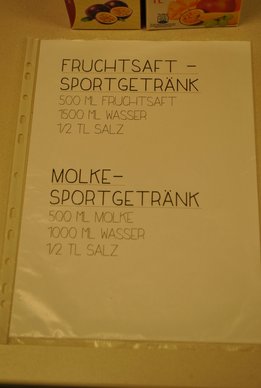 FRUCHTSAFT -
SPORTGETRÄNK
500 ML FRUCHTSAFT
1500 ML WASSER
1/2 TL SALZ
MOLKE-
SPORTGETRÄNK
500 ML MOLKE
1000 ML WASSER
1/2 TL SALZ